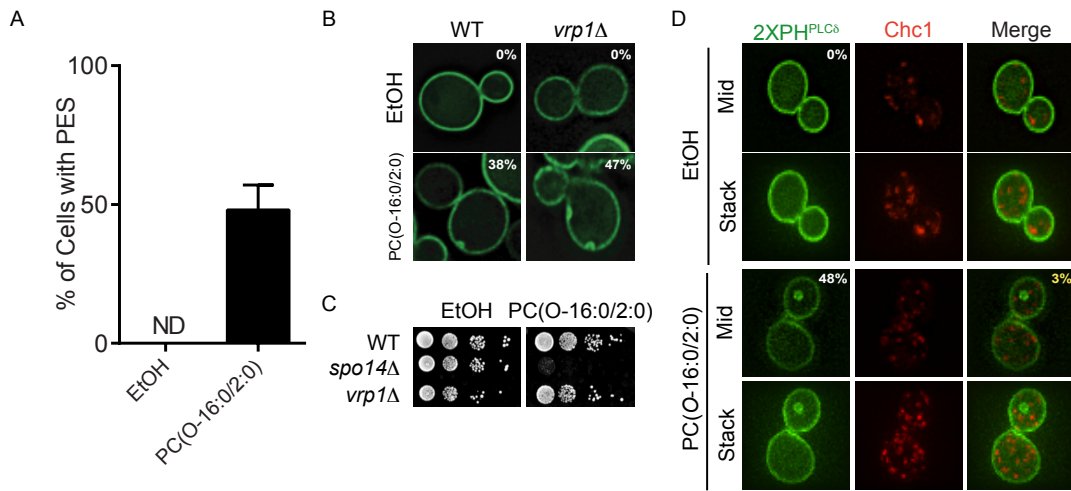 A
% of Cells with PES
100
50
0
ND
EtOH
PC(O-16:0/2:0)
B
WT
vrp1Δ
EtOH
0%
0%
PC(O-16:0/2:0)
38%
47%
C
EtOH
PC(O-16:0/2:0)
WT
spo14Δ
vrp1Δ
D
2XPH^PLCδ
Chc1
Merge
EtOH
Mid
0%
Stack
PC(O-16:0/2:0)
Mid
48%
3%
Stack